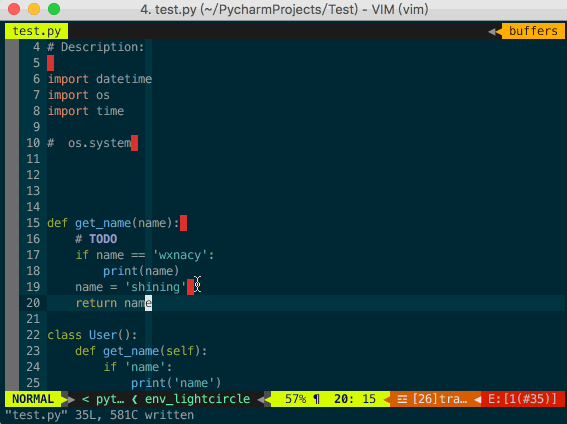 4. test.py (~/PycharmProjects/Test) - VIM (vim)
test.py buffers
4 # Description:
5
6 import datetime
7 import os
8 import time
9
10 #  os.system
11
12
13
14
15 def get_name(name):
16     # TODO
17     if name == 'wxnacy':
18         print(name)
19     name = 'shining'
20     return name
21
22 class User():
23     def get_name(self):
24         if 'name':
25             print('name')
NORMAL < pyt… ❮ env_lightcircle 57% ¶ 20: 15 ☲ [26]tra… E:[1(#35)]
"test.py" 35L, 581C written